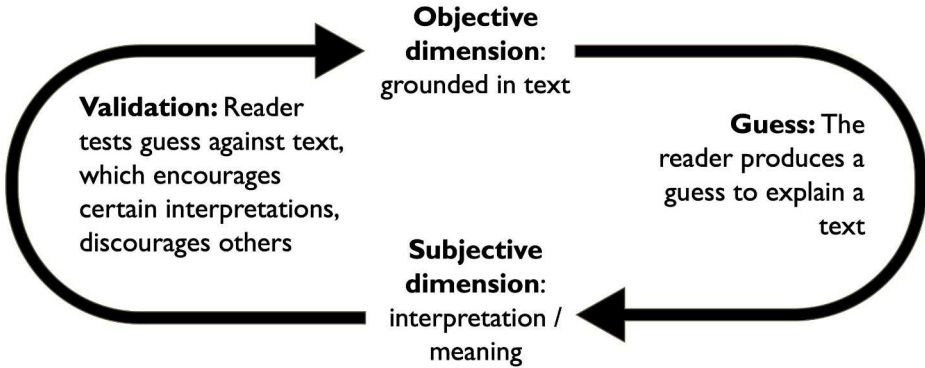 Objective
dimension:
grounded in text
Guess: The
reader produces a
guess to explain a
text
Subjective
dimension:
interpretation /
meaning
Validation: Reader
tests guess against text,
which encourages
certain interpretations,
discourages others